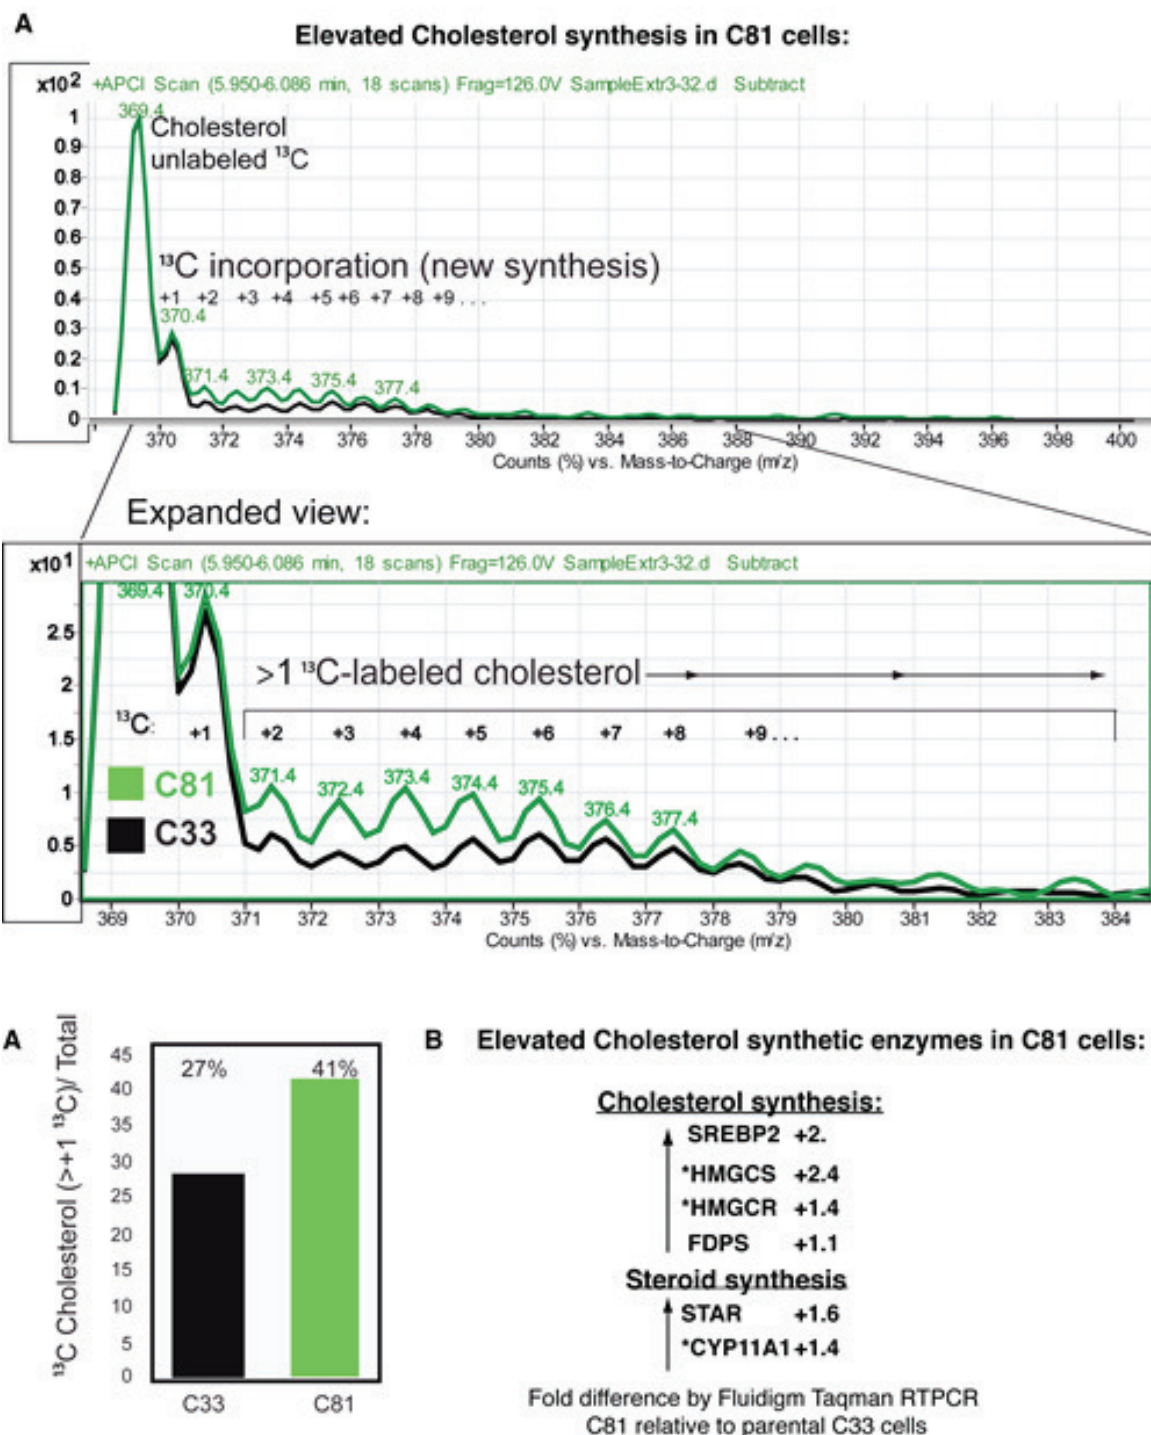 A
Elevated Cholesterol synthesis in C81 cells:
x10²
+APCI Scan (5.950-6.086 min, 18 scans) Frag=126.0V SampleExtr3-32.d Subtract
369.4
1
Cholesterol
unlabeled ¹³C
0.9
0.8
0.7
0.6
0.5
¹³C incorporation (new synthesis)
0.4
+1 +2 +3 +4 +5 +6 +7 +8 +9 . . .
370.4
0.3
0.2
371.4 373.4 375.4 377.4
0.1
0
370 372 374 376 378 380 382 384 386 388 390 392 394 396 398 400
Counts (%) vs. Mass-to-Charge (m/z)
Expanded view:
x10¹
+APCI Scan (5.950-6.086 min, 18 scans) Frag=126.0V SampleExtr3-32.d Subtract
369.4 370.4
2.5
>1 ¹³C-labeled cholesterol
2
¹³C: +1 +2 +3 +4 +5 +6 +7 +8 +9 . . .
1.5
371.4 372.4 373.4 374.4 375.4 376.4 377.4
C81
1
C33
0.5
0
369 370 371 372 373 374 375 376 377 378 379 380 381 382 383 384
Counts (%) vs. Mass-to-Charge (m/z)
A
¹³C Cholesterol (>+1 ¹³C)/ Total
45
40
35
30
25
20
15
10
5
0
27% 41%
C33 C81
B
Elevated Cholesterol synthetic enzymes in C81 cells:
Cholesterol synthesis:
SREBP2 +2.
*HMGCS +2.4
*HMGCR +1.4
FDPS +1.1
Steroid synthesis
STAR +1.6
*CYP11A1 +1.4
Fold difference by Fluidigm Taqman RTPCR
C81 relative to parental C33 cells